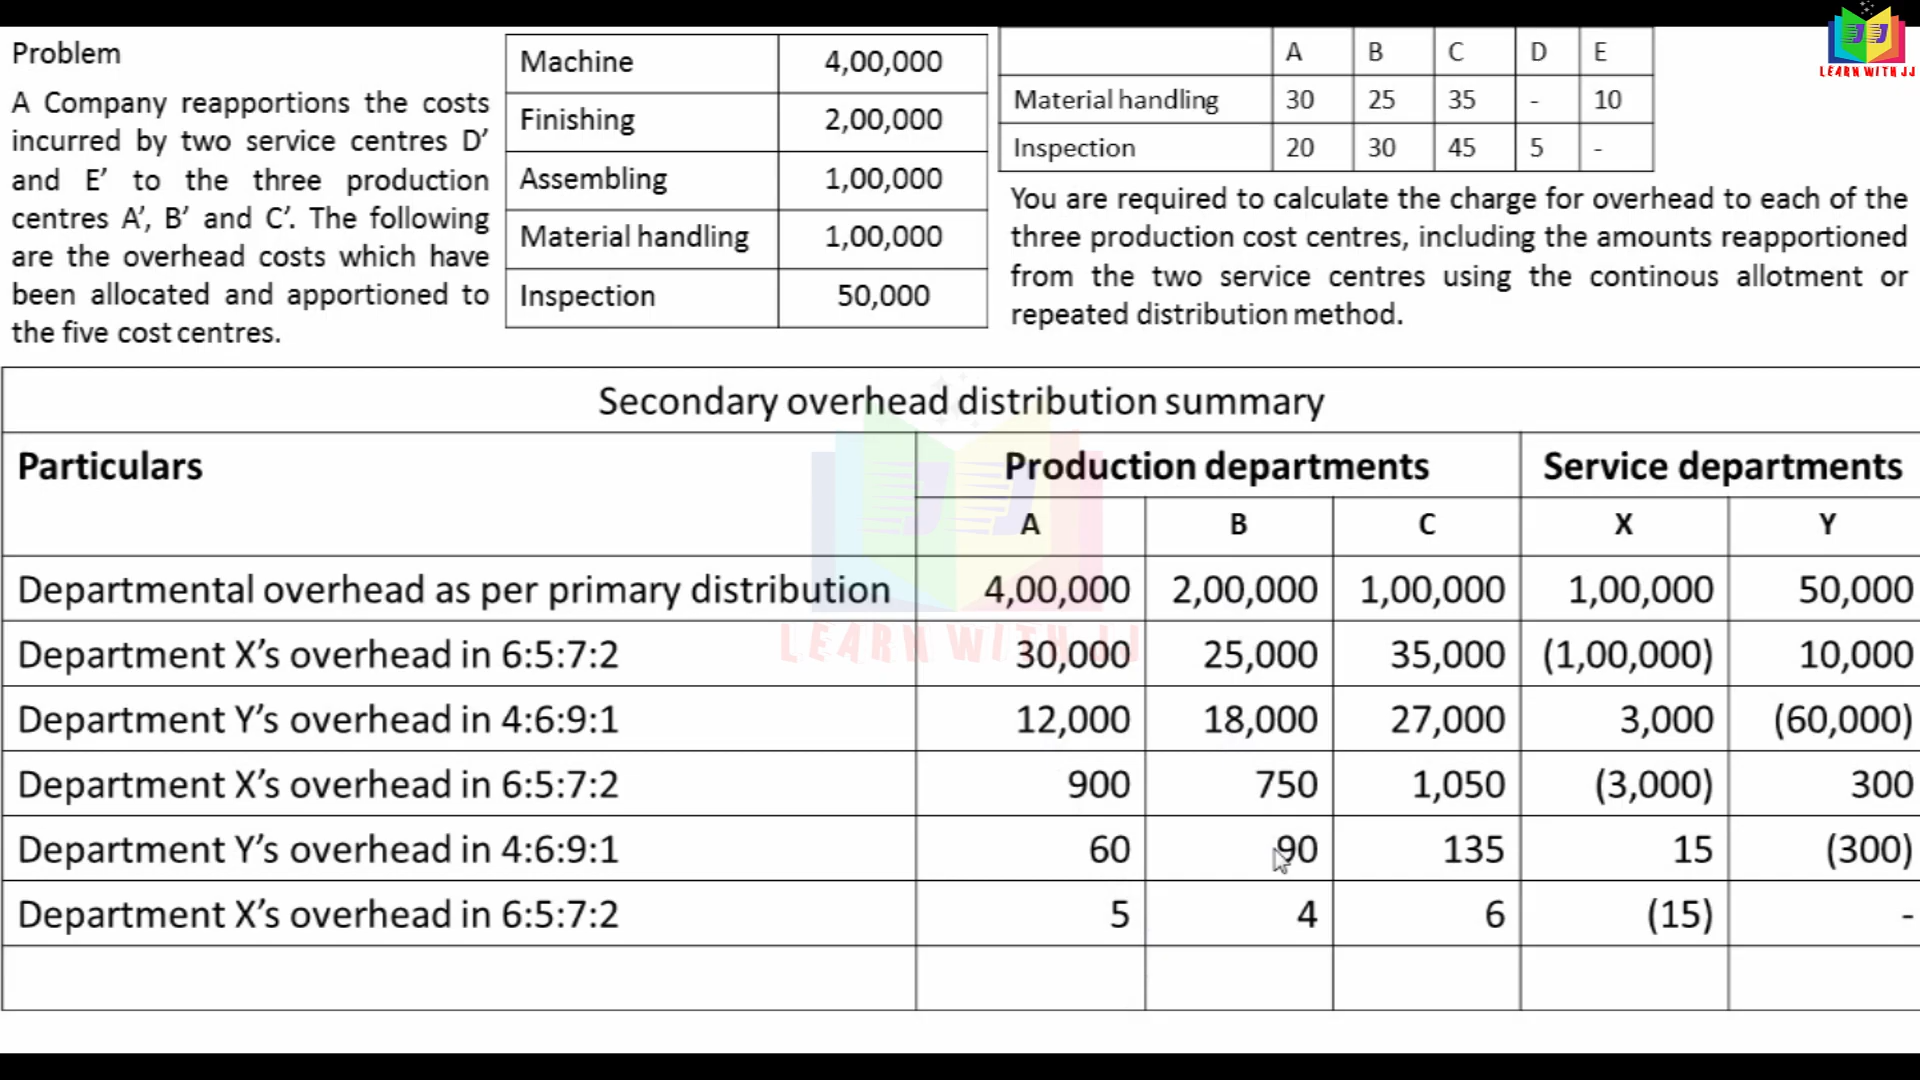 LEARN WITH JJ
Problem
A Company reapportions the costs
incurred by two service centres D’
and E’ to the three production
centres A’, B’ and C’. The following
are the overhead costs which have
been allocated and apportioned to
the five cost centres.
Machine 4,00,000
Finishing 2,00,000
Assembling 1,00,000
Material handling 1,00,000
Inspection 50,000
A B C D E
Material handling 30 25 35 - 10
Inspection 20 30 45 5 -
You are required to calculate the charge for overhead to each of the
three production cost centres, including the amounts reapportioned
from the two service centres using the continous allotment or
repeated distribution method.
Secondary overhead distribution summary
Particulars Production departments Service departments
A B C X Y
Departmental overhead as per primary distribution 4,00,000 2,00,000 1,00,000 1,00,000 50,000
Department X’s overhead in 6:5:7:2 30,000 25,000 35,000 (1,00,000) 10,000
Department Y’s overhead in 4:6:9:1 12,000 18,000 27,000 3,000 (60,000)
Department X’s overhead in 6:5:7:2 900 750 1,050 (3,000) 300
Department Y’s overhead in 4:6:9:1 60 90 135 15 (300)
Department X’s overhead in 6:5:7:2 5 4 6 (15) -
LEARN WITH JJ